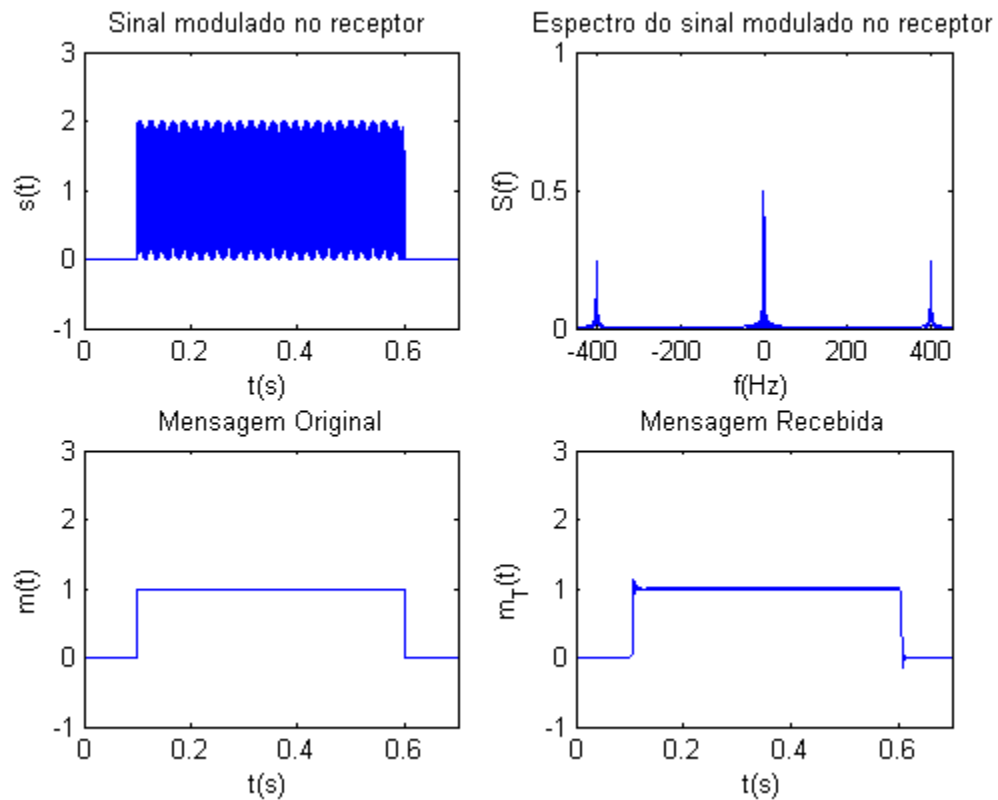 Sinal modulado no receptor
3
2
1
0
-1
s(t)
0 0.2 0.4 0.6
t(s)
Espectro do sinal modulado no receptor
1
0.5
0
S(f)
-400 -200 0 200 400
f(Hz)
Mensagem Original
3
2
1
0
-1
m(t)
0 0.2 0.4 0.6
t(s)
Mensagem Recebida
3
2
1
0
-1
m_T(t)
0 0.2 0.4 0.6
t(s)